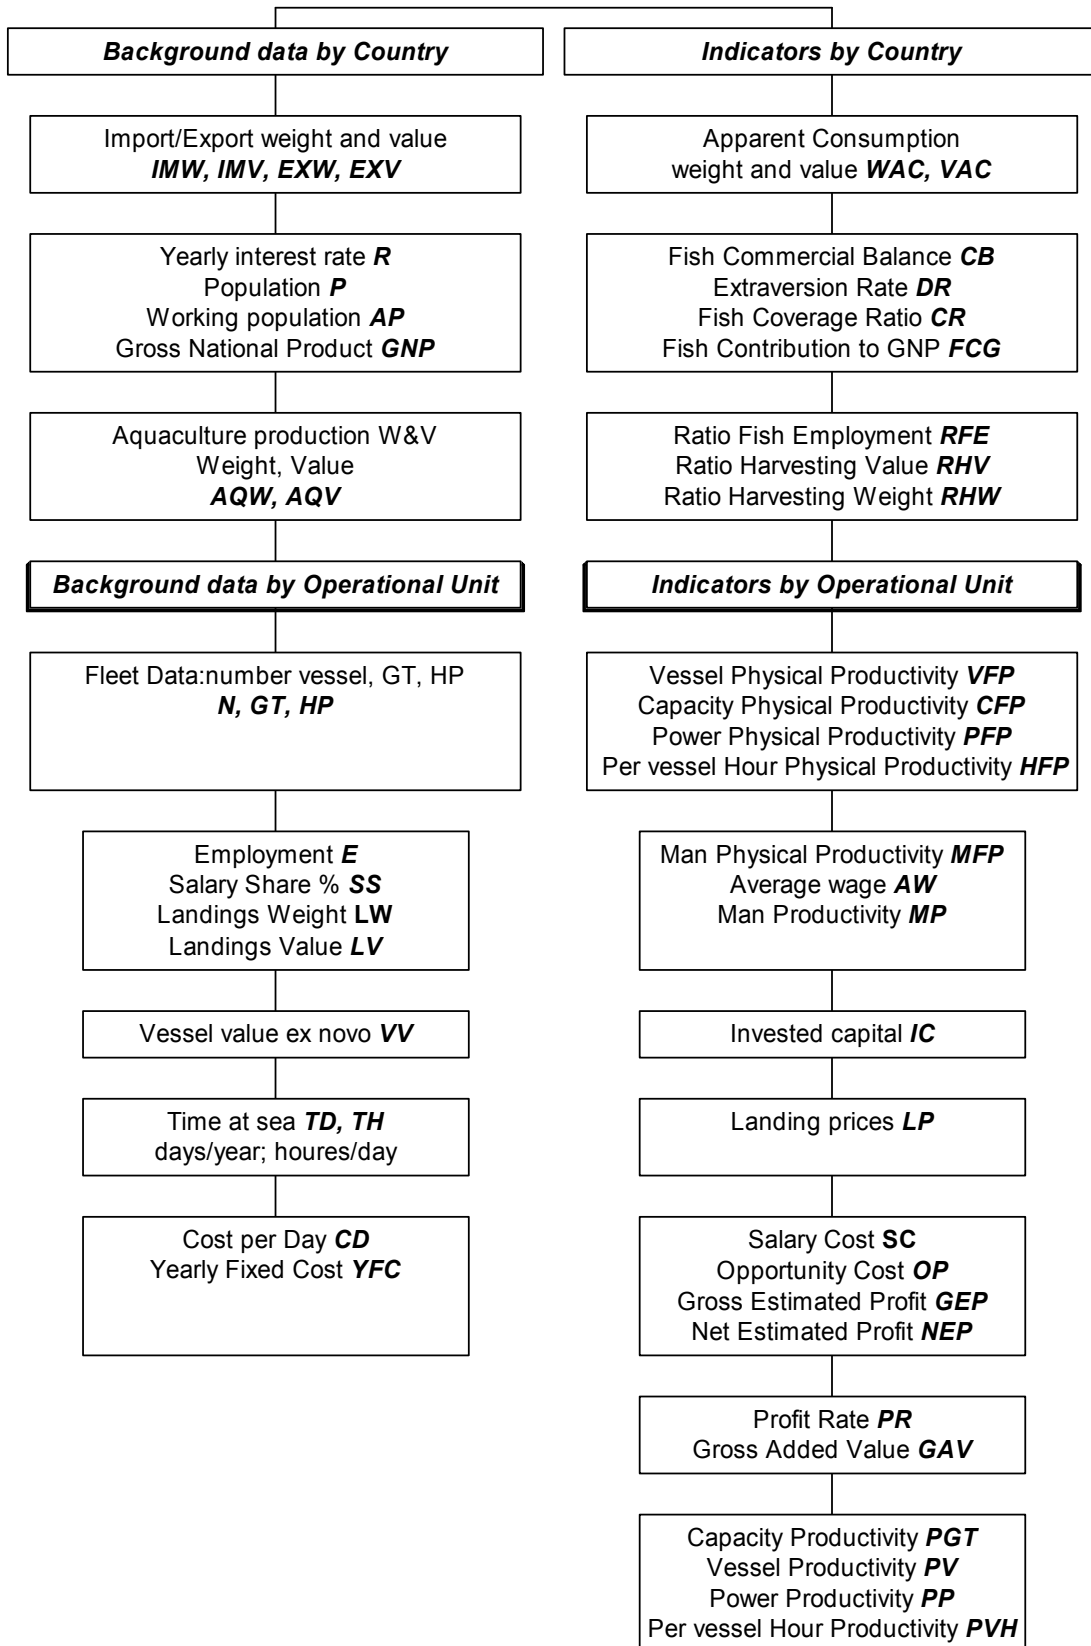 Background data by Country
Import/Export weight and value
IMW, IMV, EXW, EXV
Yearly interest rate R
Population P
Working population AP
Gross National Product GNP
Aquaculture production W&V
Weight, Value
AQW, AQV
Background data by Operational Unit
Fleet Data:number vessel, GT, HP
N, GT, HP
Employment E
Salary Share % SS
Landings Weight LW
Landings Value LV
Vessel value ex novo VV
Time at sea TD, TH
days/year; houres/day
Cost per Day CD
Yearly Fixed Cost YFC
Indicators by Country
Apparent Consumption
weight and value WAC, VAC
Fish Commercial Balance CB
Extraversion Rate DR
Fish Coverage Ratio CR
Fish Contribution to GNP FCG
Ratio Fish Employment RFE
Ratio Harvesting Value RHV
Ratio Harvesting Weight RHW
Indicators by Operational Unit
Vessel Physical Productivity VFP
Capacity Physical Productivity CFP
Power Physical Productivity PFP
Per vessel Hour Physical Productivity HFP
Man Physical Productivity MFP
Average wage AW
Man Productivity MP
Invested capital IC
Landing prices LP
Salary Cost SC
Opportunity Cost OP
Gross Estimated Profit GEP
Net Estimated Profit NEP
Profit Rate PR
Gross Added Value GAV
Capacity Productivity PGT
Vessel Productivity PV
Power Productivity PP
Per vessel Hour Productivity PVH